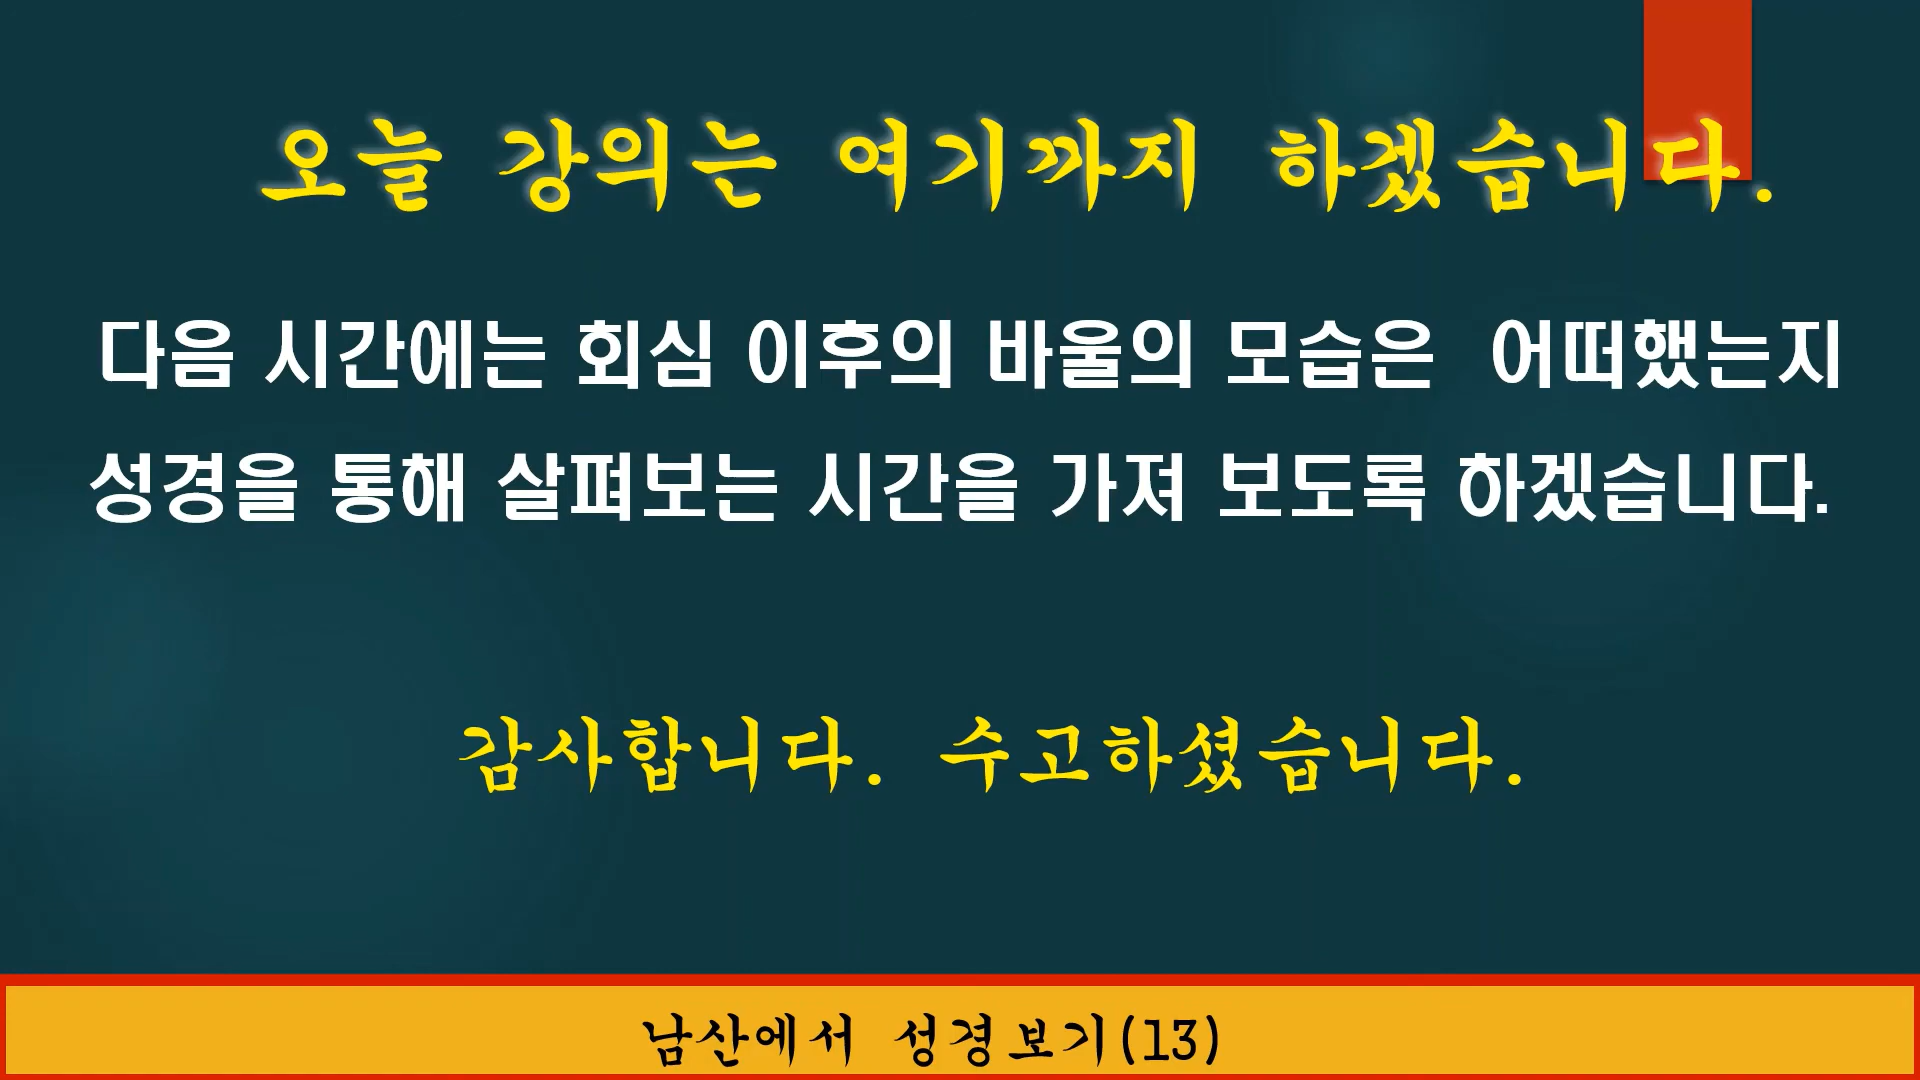 오늘 강의는 여기까지 하겠습니다.
다음 시간에는 회심 이후의 바울의 모습은 어떠했는지
성경을 통해 살펴보는 시간을 가져 보도록 하겠습니다.
감사합니다. 수고하셨습니다.
남산에서 성경보기(13)